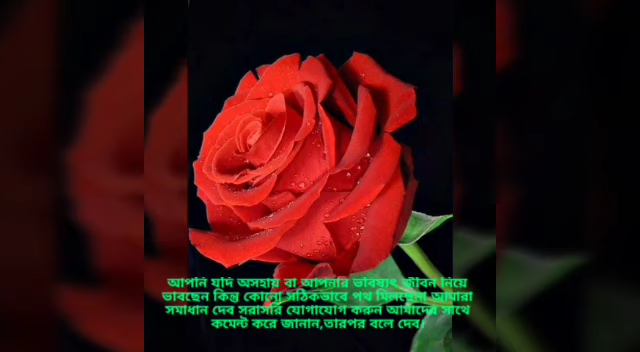 আপনি যদি অসহায় বা আপনার ভবিষ্যৎ জীবন নিয়ে
ভাবছেন কিন্তু কোনো সঠিকভাবে পথ মিলছেনা আমারা
সমাধান দেব সরাসরি যোগাযোগ করুন আমাদের সাথে
কমেন্ট করে জানান,তারপর বলে দেব।